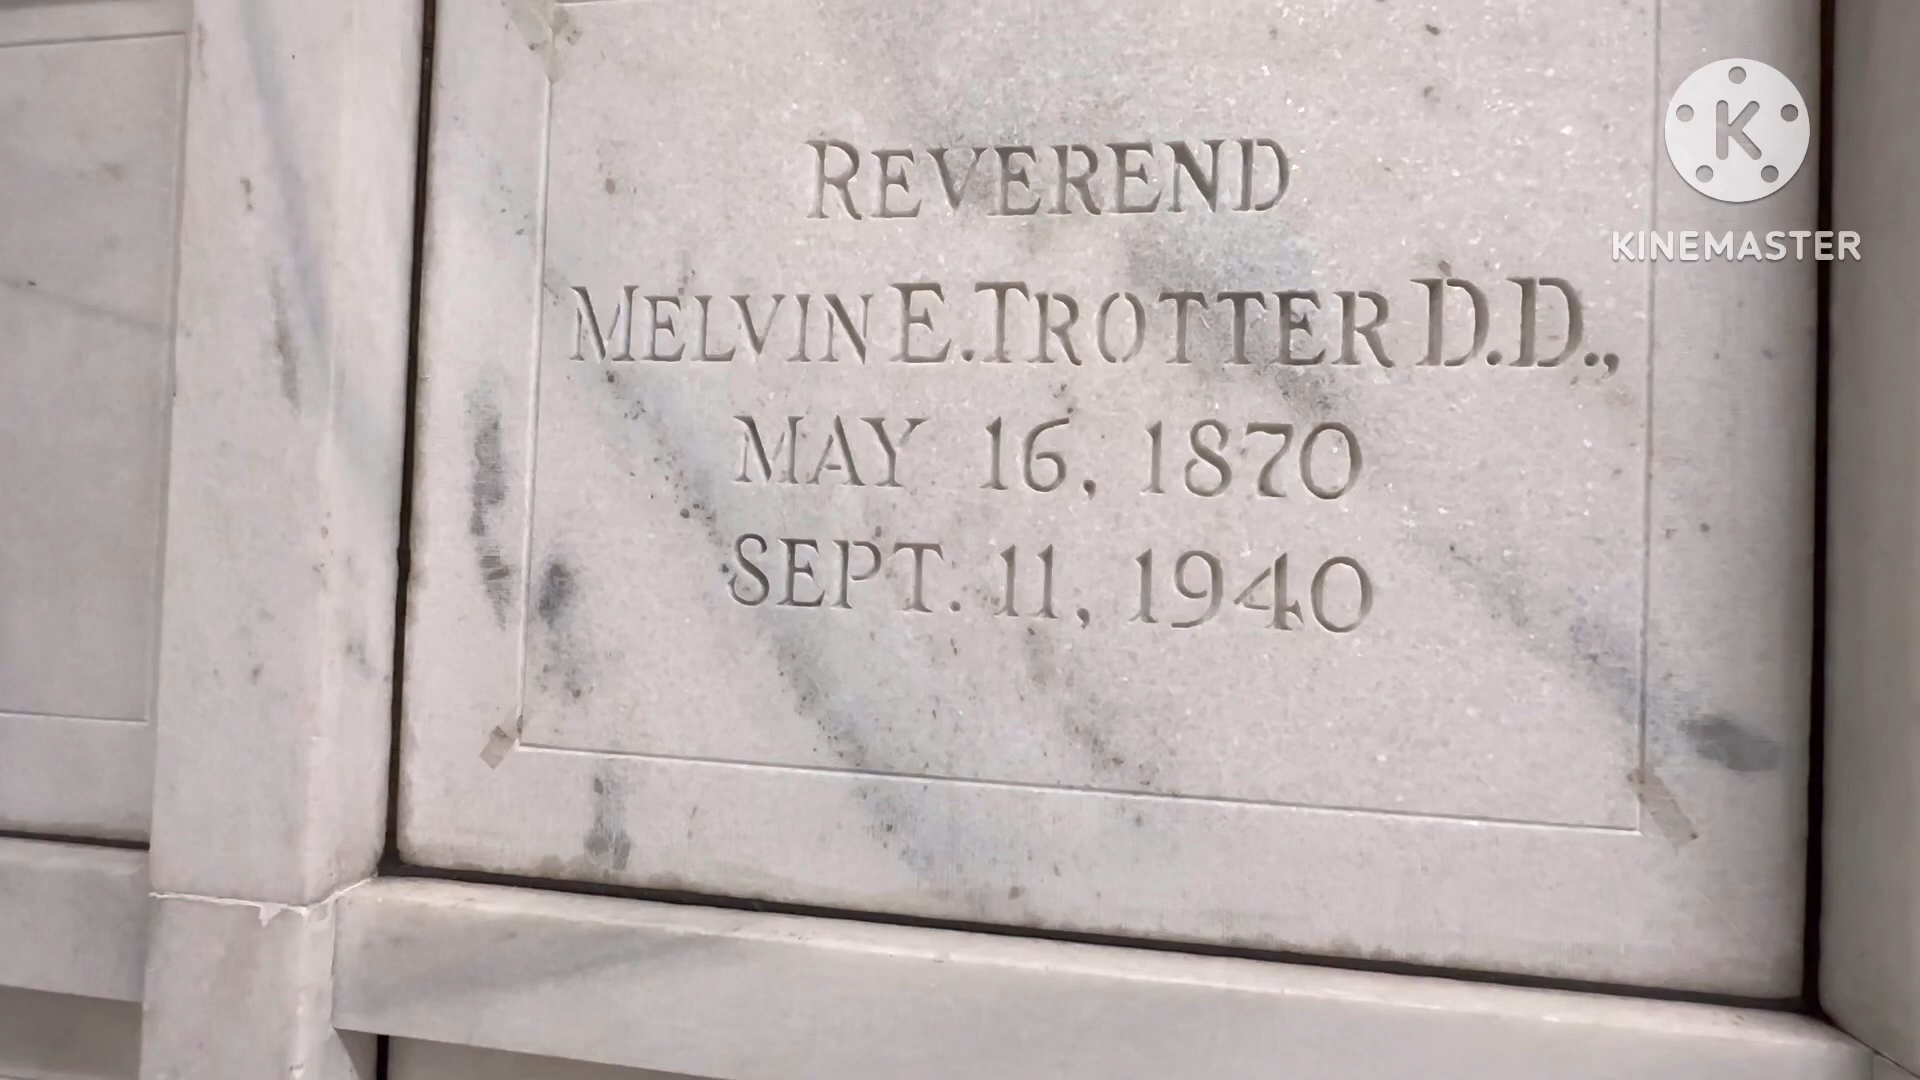 REVEREND
MELVIN E. TROTTER D.D.,
MAY 16, 1870
SEPT. 11, 1940
K
KINEMASTER